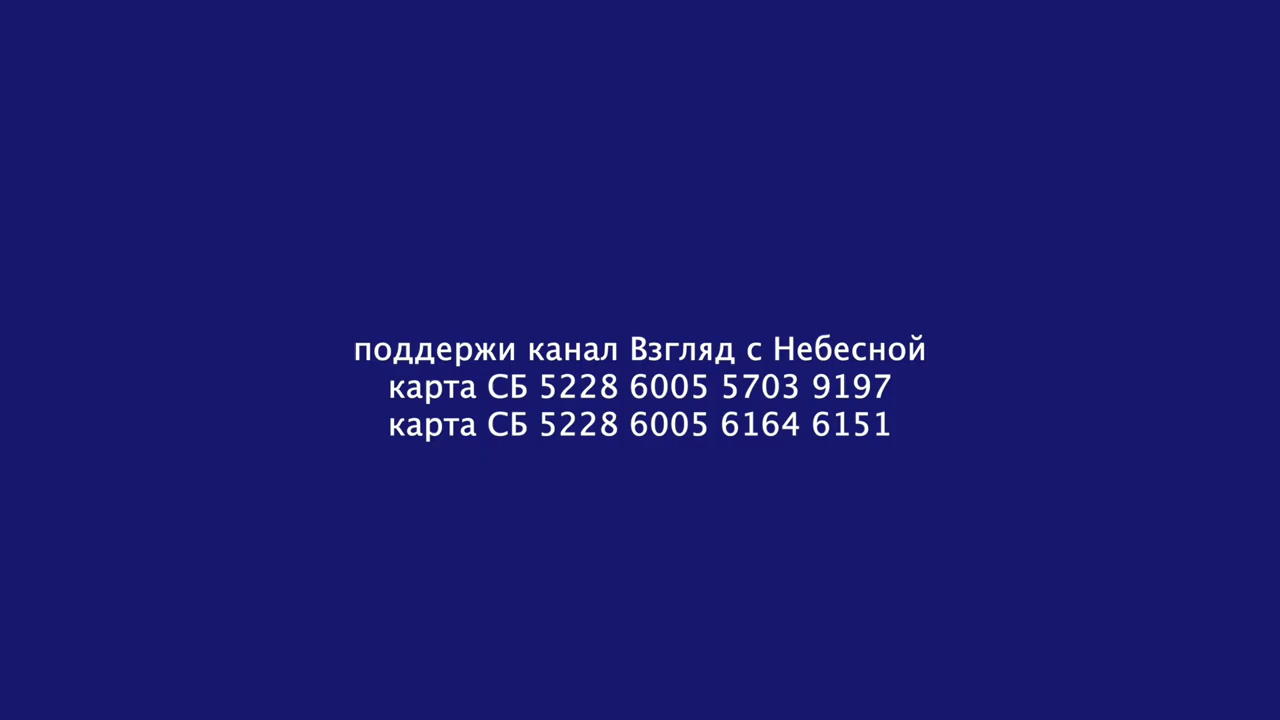 поддержи канал Взгляд с Небесной
карта СБ 5228 6005 5703 9197
карта СБ 5228 6005 6164 6151